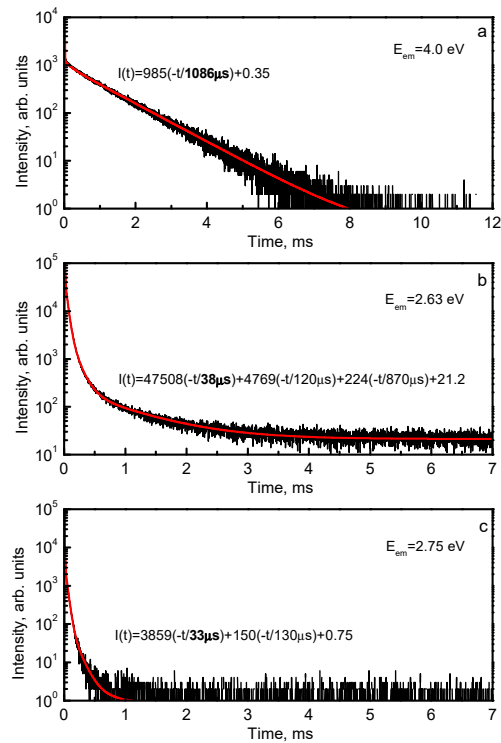 a
E_em=4.0 eV
I(t)=985(-t/1086μs)+0.35
Intensity, arb. units
10^4
10^3
10^2
10^1
10^0
0 2 4 6 8 10 12
Time, ms
b
E_em=2.63 eV
I(t)=47508(-t/38μs)+4769(-t/120μs)+224(-t/870μs)+21.2
Intensity, arb. units
10^5
10^4
10^3
10^2
10^1
0 1 2 3 4 5 6 7
Time, ms
c
E_em=2.75 eV
I(t)=3859(-t/33μs)+150(-t/130μs)+0.75
Intensity, arb. units
10^5
10^4
10^3
10^2
10^1
10^0
0 1 2 3 4 5 6 7
Time, ms